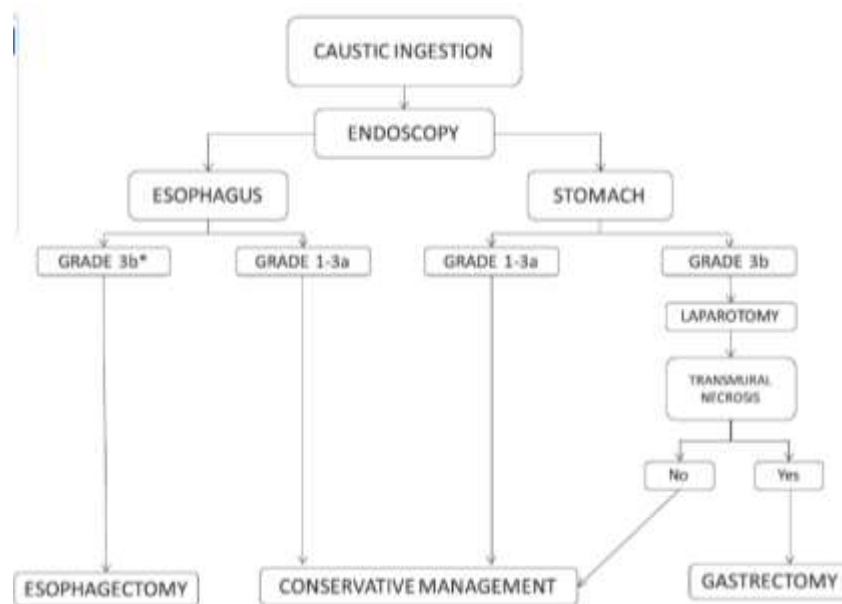 CAUSTIC INGESTION
ENDOSCOPY
ESOPHAGUS
STOMACH
GRADE 3b*
GRADE 1-3a
GRADE 1-3a
GRADE 3b
LAPAROTOMY
TRANSMURAL
NECROSIS
No
Yes
ESOPHAGECTOMY
CONSERVATIVE MANAGEMENT
GASTRECTOMY